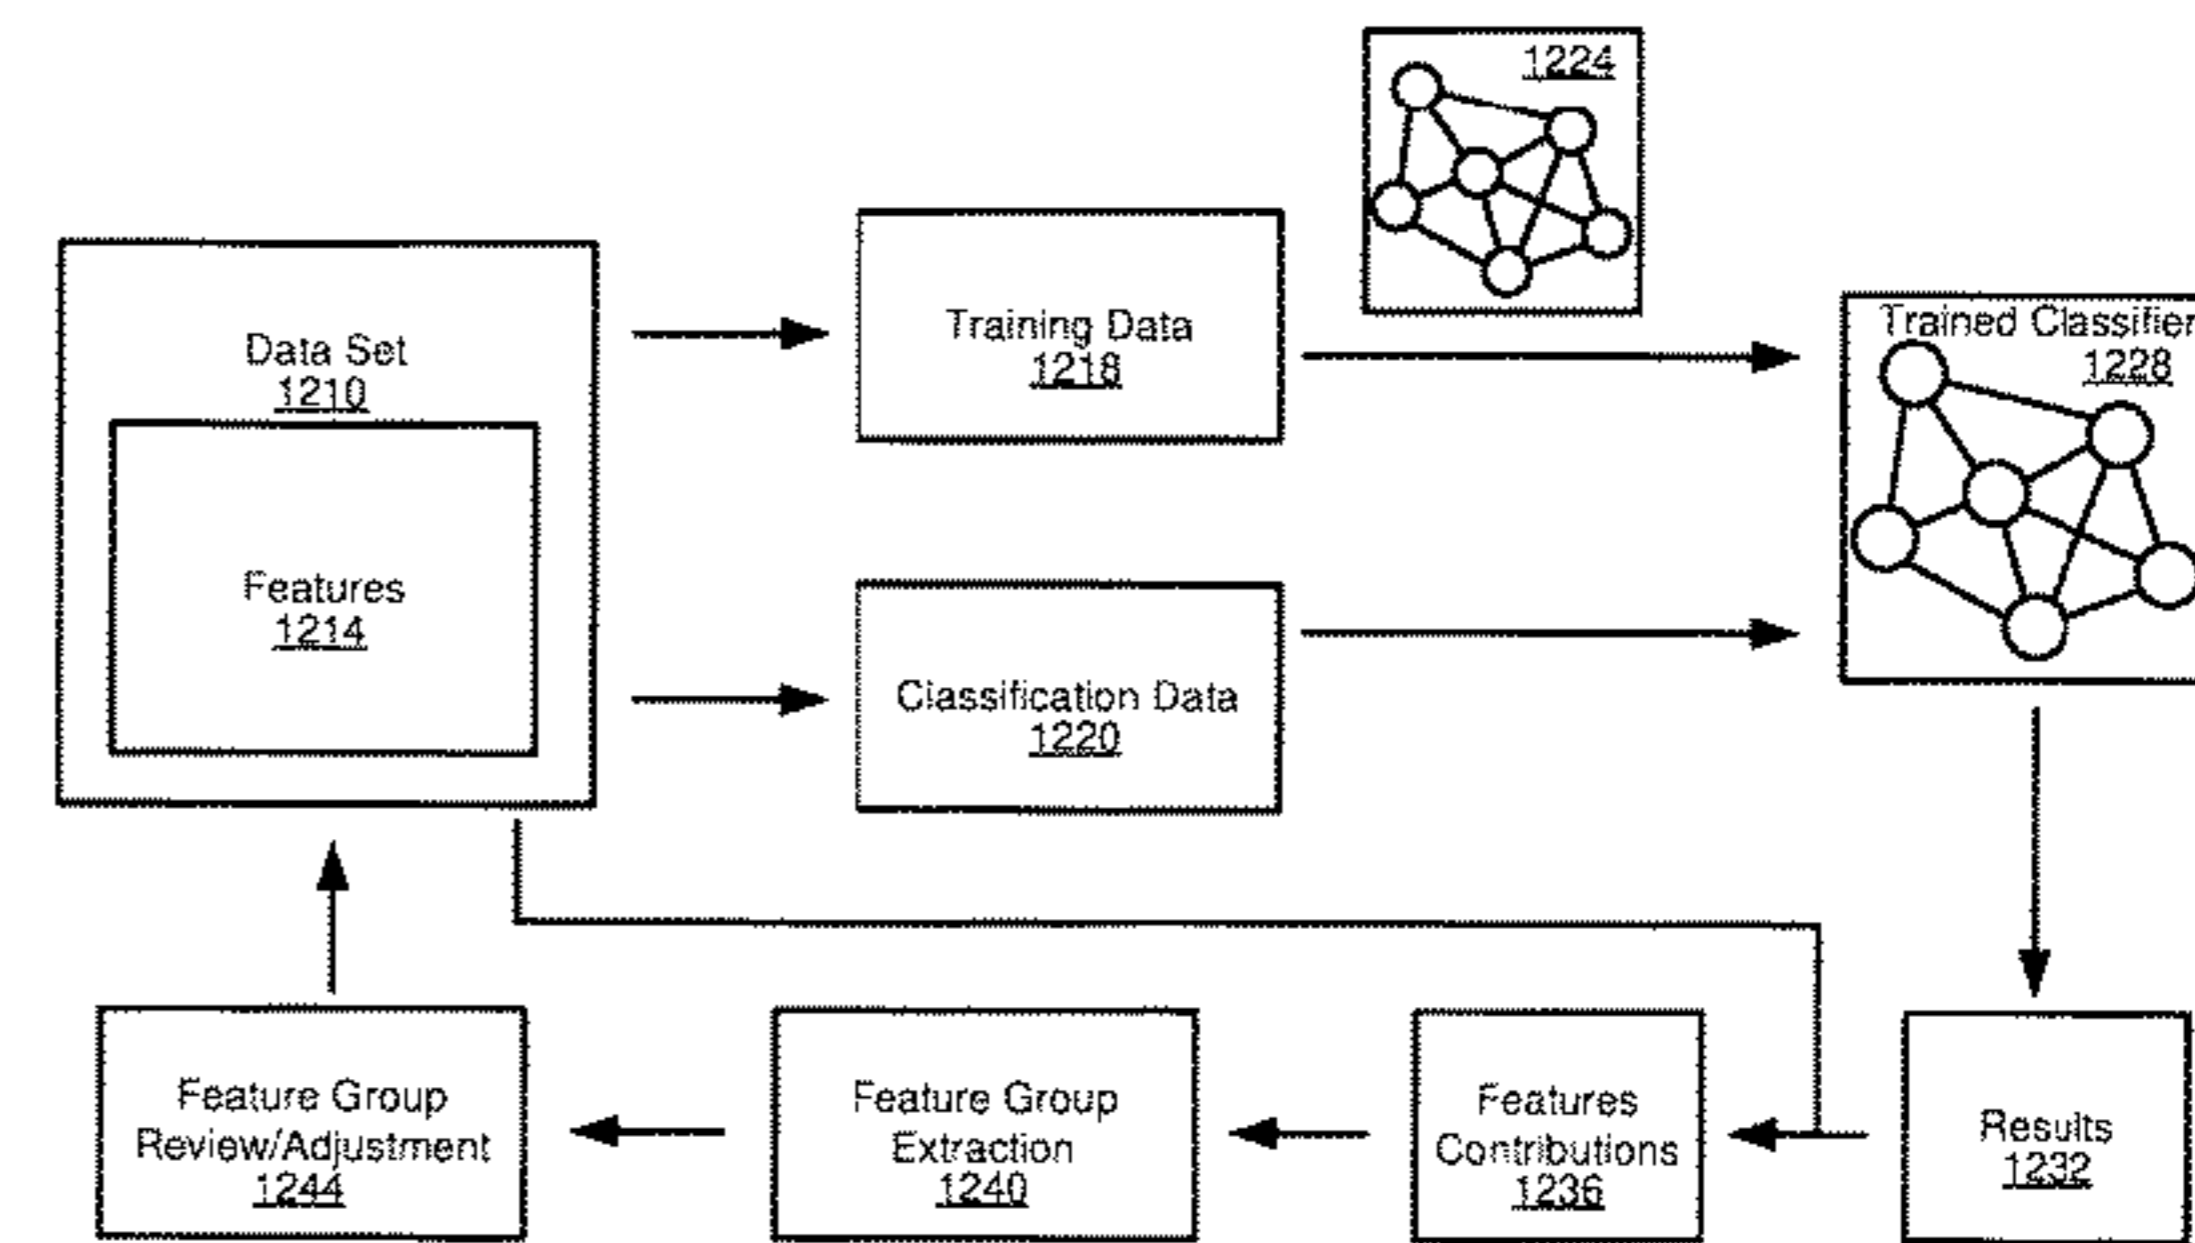 1224
Trained Classifier
1228
Training Data
1218
Data Set
1210
Features
1214
Classification Data
1220
Feature Group
Review/Adjustment
1244
Feature Group
Extraction
1240
Features
Contributions
1236
Results
1232